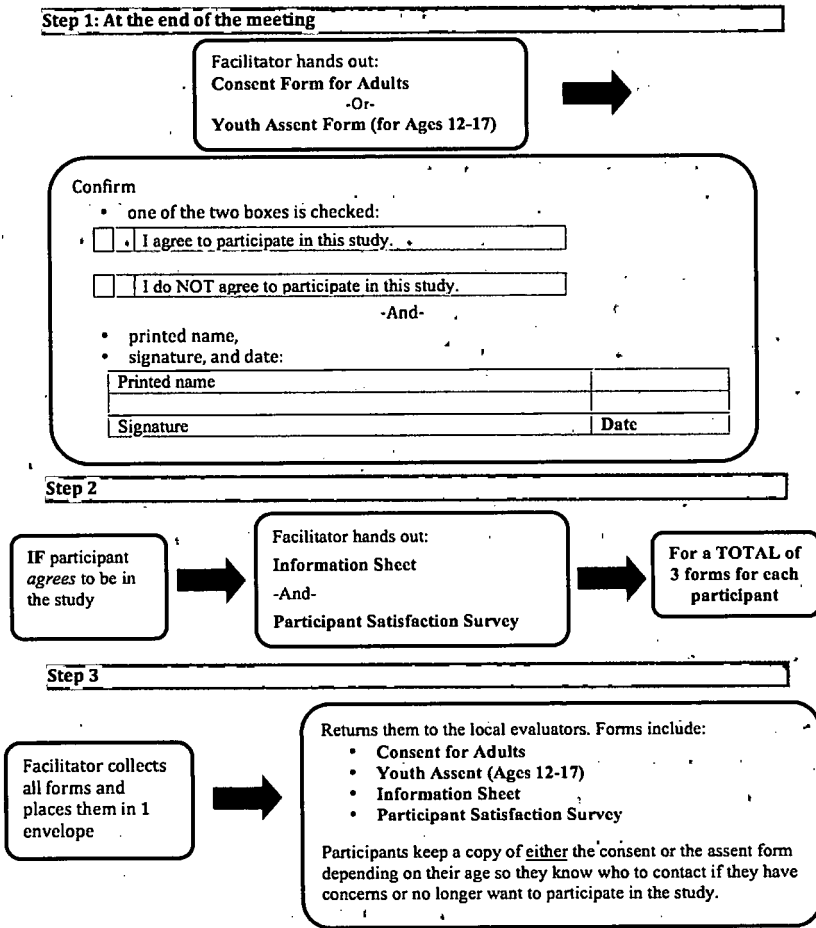 Step 1: At the end of the meeting
Facilitator hands out:
Consent Form for Adults
-Or-
Youth Assent Form (for Ages 12-17)
Confirm
• one of the two boxes is checked:
I agree to participate in this study.
I do NOT agree to participate in this study.
-And-
• printed name,
• signature, and date:
Printed name
Signature Date
Step 2
IF participant
agrees to be in
the study
Facilitator hands out:
Information Sheet
-And-
Participant Satisfaction Survey
For a TOTAL of
3 forms for each
participant
Step 3
Facilitator collects
all forms and
places them in 1
envelope
Returns them to the local evaluators. Forms include:
• Consent for Adults
• Youth Assent (Ages 12-17)
• Information Sheet
• Participant Satisfaction Survey
Participants keep a copy of either the consent or the assent form
depending on their age so they know who to contact if they have
concerns or no longer want to participate in the study.